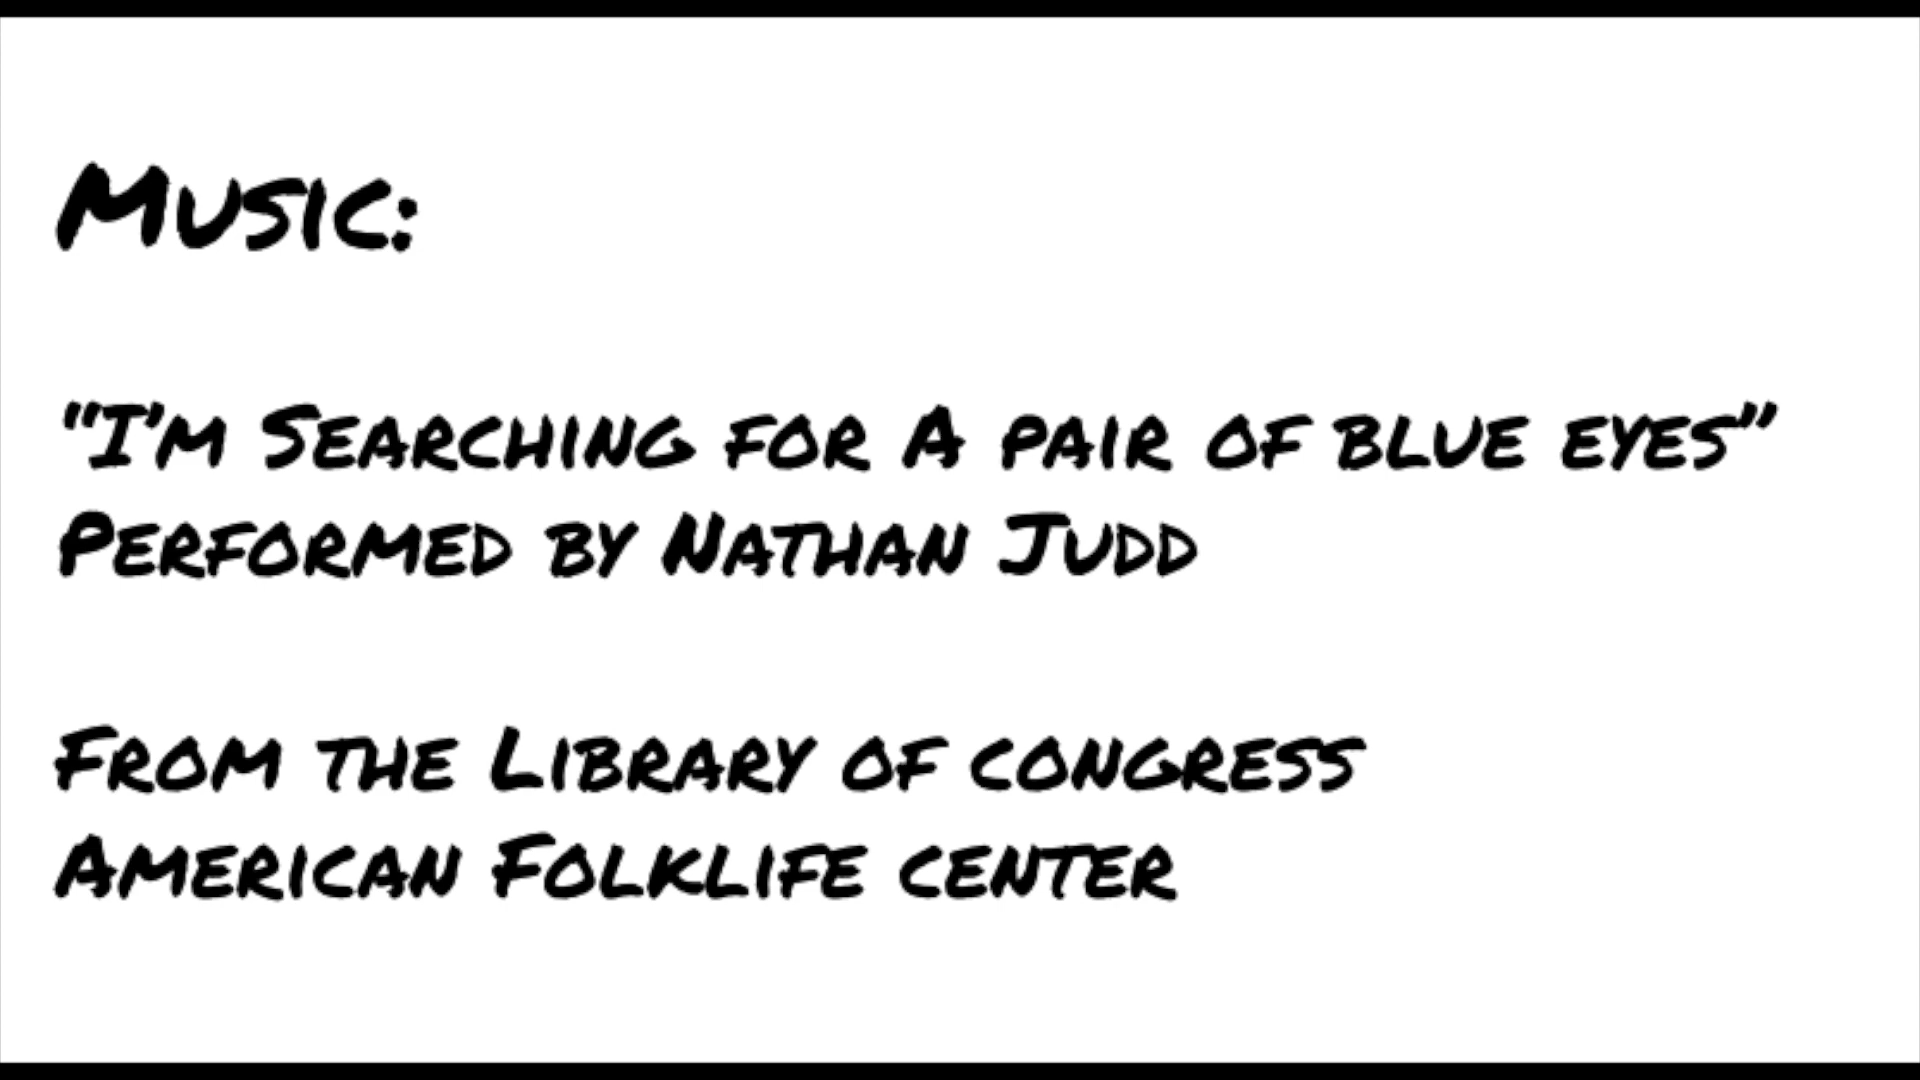 Music:
“I’m Searching for A pair of blue eyes”
Performed by Nathan Judd
From the Library of congress
American Folklife center